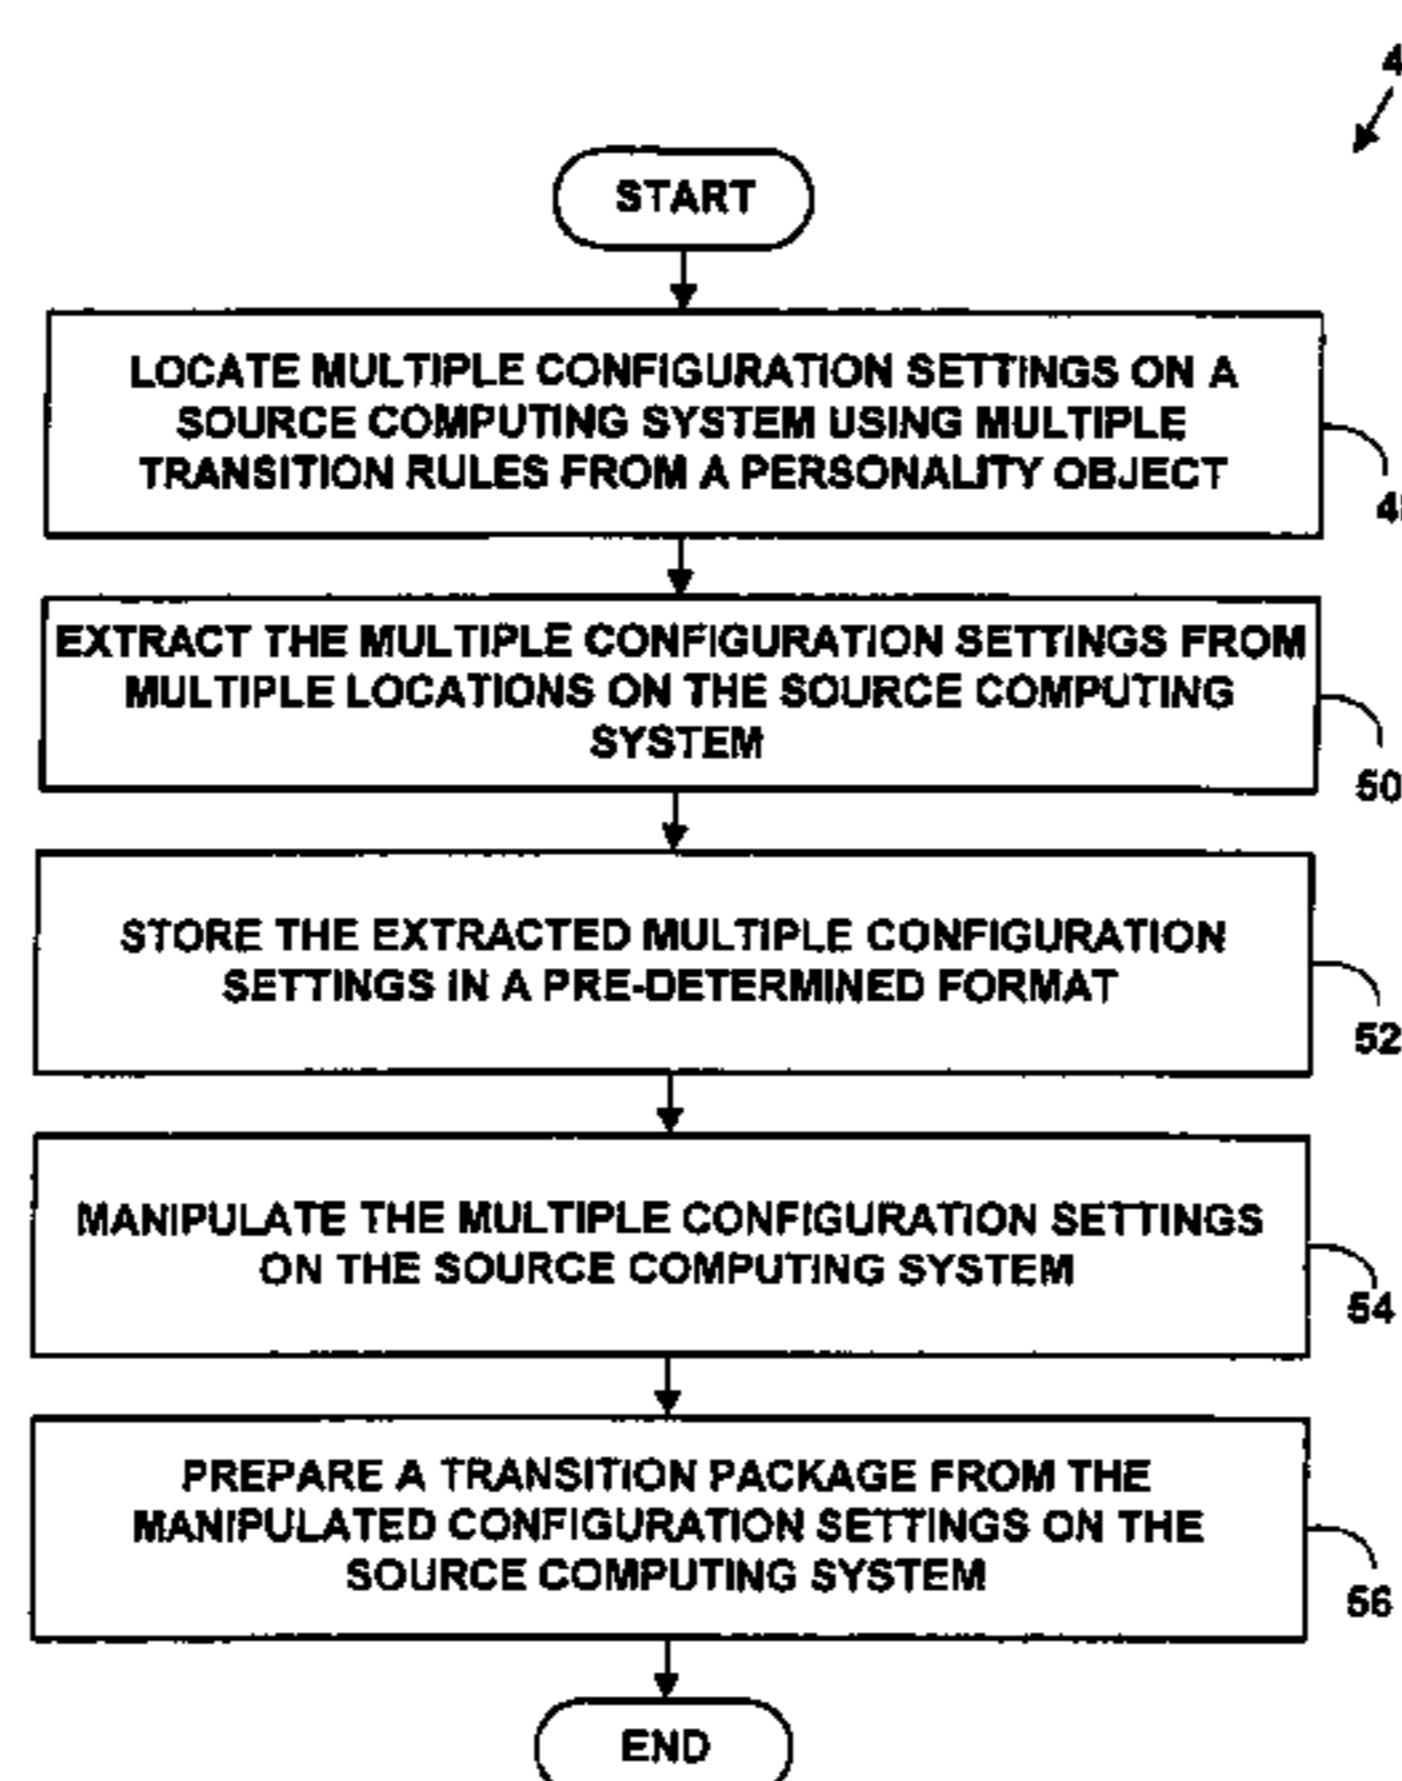 START
LOCATE MULTIPLE CONFIGURATION SETTINGS ON A
SOURCE COMPUTING SYSTEM USING MULTIPLE
TRANSITION RULES FROM A PERSONALITY OBJECT
EXTRACT THE MULTIPLE CONFIGURATION SETTINGS FROM
MULTIPLE LOCATIONS ON THE SOURCE COMPUTING
SYSTEM
50
STORE THE EXTRACTED MULTIPLE CONFIGURATION
SETTINGS IN A PRE-DETERMINED FORMAT
52
MANIPULATE THE MULTIPLE CONFIGURATION SETTINGS
ON THE SOURCE COMPUTING SYSTEM
54
PREPARE A TRANSITION PACKAGE FROM THE
MANIPULATED CONFIGURATION SETTINGS ON THE
SOURCE COMPUTING SYSTEM
56
END